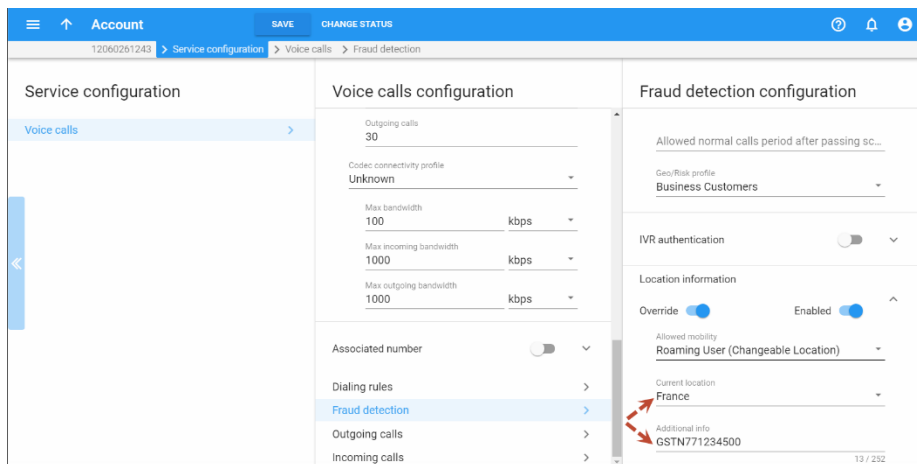 Account SAVE CHANGE STATUS
12060261243 > Service configuration > Voice calls > Fraud detection
Service configuration
Voice calls
Voice calls configuration
Outgoing calls
30
Codec connectivity profile
Unknown
Max bandwidth
100 kbps
Max incoming bandwidth
1000 kbps
Max outgoing bandwidth
1000 kbps
Associated number
Dialing rules
Fraud detection
Outgoing calls
Incoming calls
Fraud detection configuration
Allowed normal calls period after passing sc...
Geo/Risk profile
Business Customers
IVR authentication
Location information
Override Enabled
Allowed mobility
Roaming User (Changeable Location)
Current location
France
Additional info
GSTN771234500
13 / 252